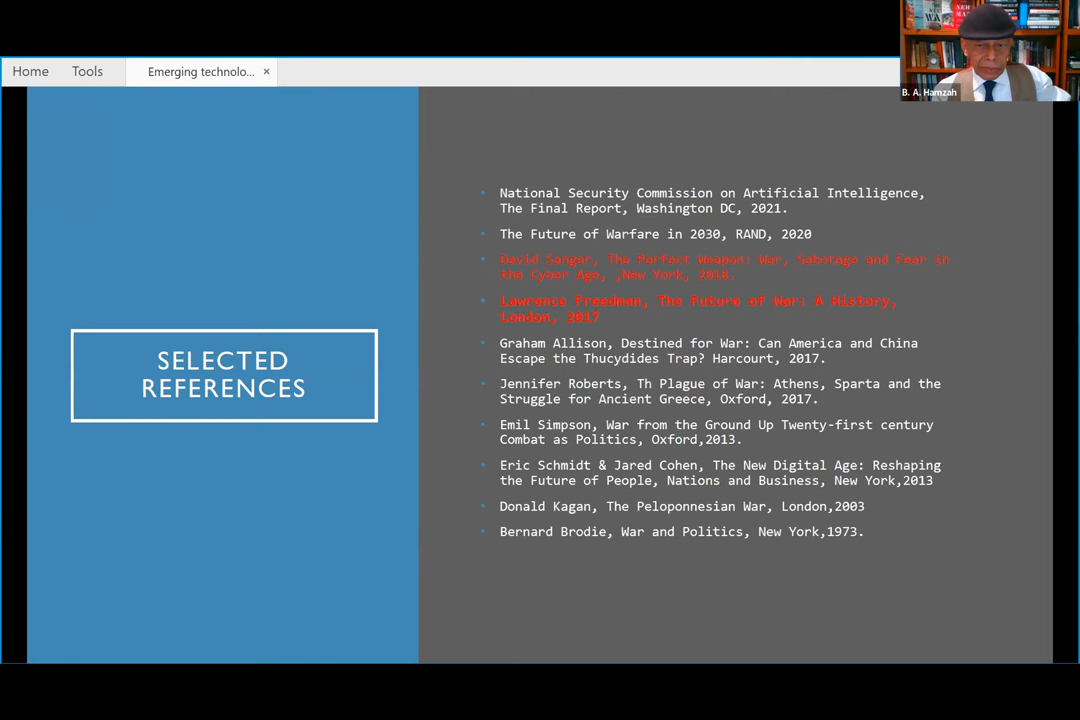 B. A. Hamzah
Home Tools Emerging technolo... ×
SELECTED
REFERENCES
National Security Commission on Artificial Intelligence,
The Final Report, Washington DC, 2021.
The Future of Warfare in 2030, RAND, 2020
David Sanger, The Perfect Weapon: War, Sabotage and Fear in
the Cyber Age, ,New York, 2018.
Lawrence Freedman, The Future of War: A History,
London, 2017
Graham Allison, Destined for War: Can America and China
Escape the Thucydides Trap? Harcourt, 2017.
Jennifer Roberts, Th Plague of War: Athens, Sparta and the
Struggle for Ancient Greece, Oxford, 2017.
Emil Simpson, War from the Ground Up Twenty-first century
Combat as Politics, Oxford,2013.
Eric Schmidt & Jared Cohen, The New Digital Age: Reshaping
the Future of People, Nations and Business, New York,2013
Donald Kagan, The Peloponnesian War, London,2003
Bernard Brodie, War and Politics, New York,1973.